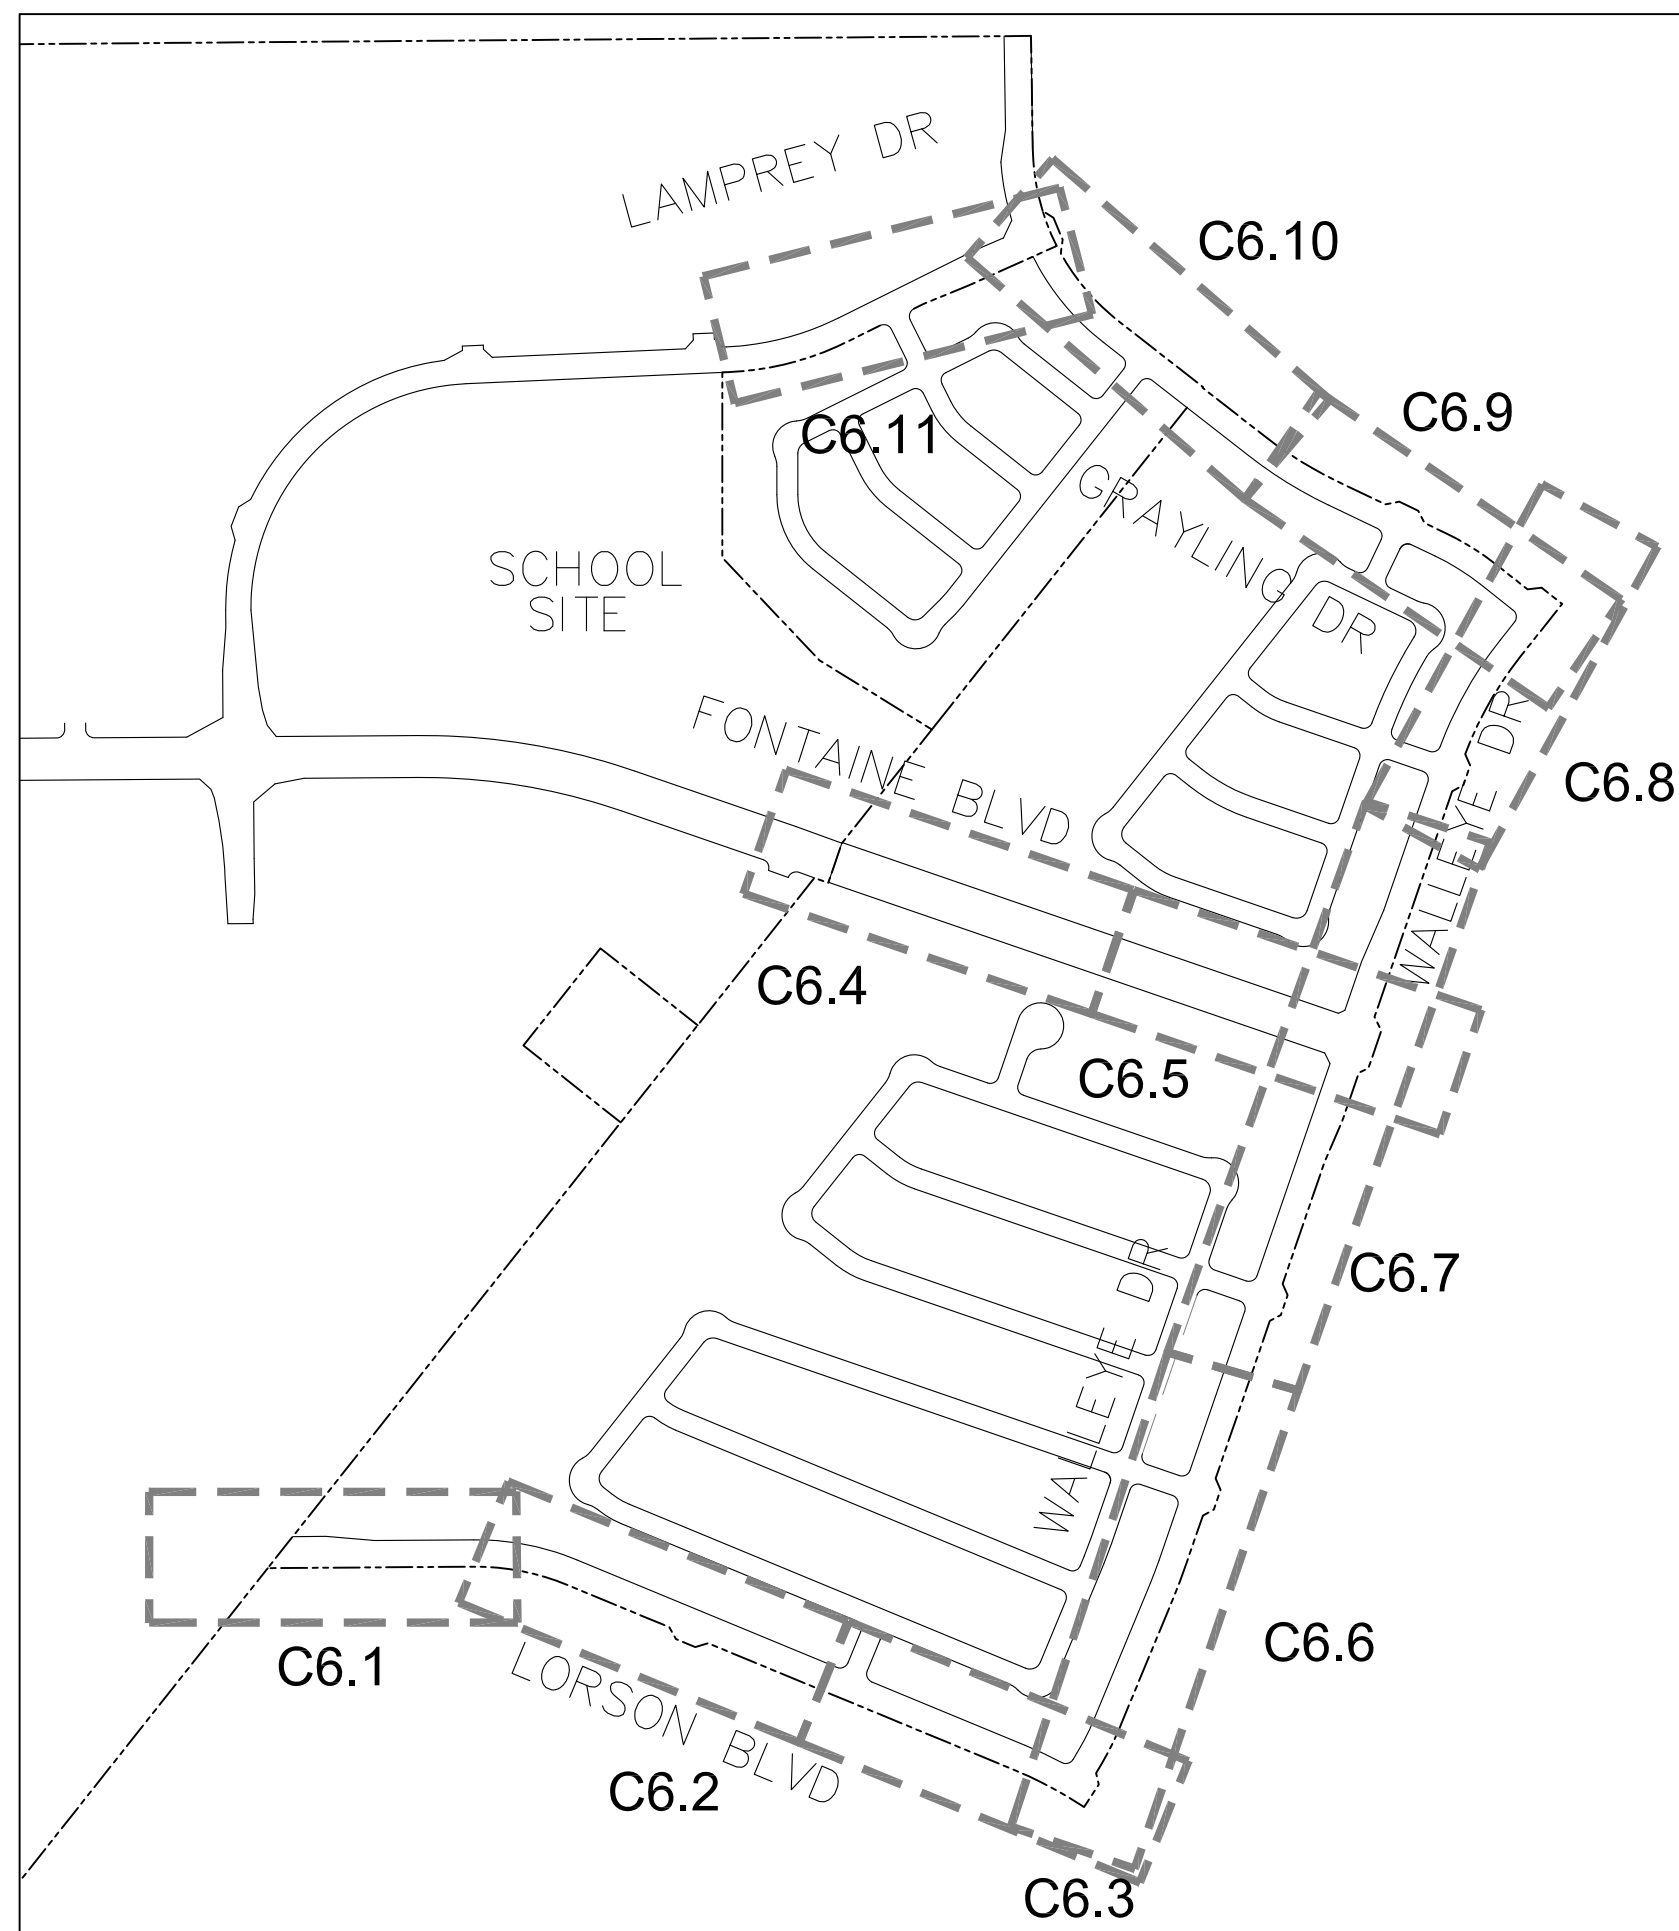 LAMPREY DR
C6.10
C6.9
C6.11
GRAYLING DR
SCHOOL
SITE
FONTAINE BLVD
WALLEYE DR
C6.8
C6.4
C6.5
C6.7
WALLEYE DR
C6.6
C6.1
LORSON BLVD
C6.2
C6.3